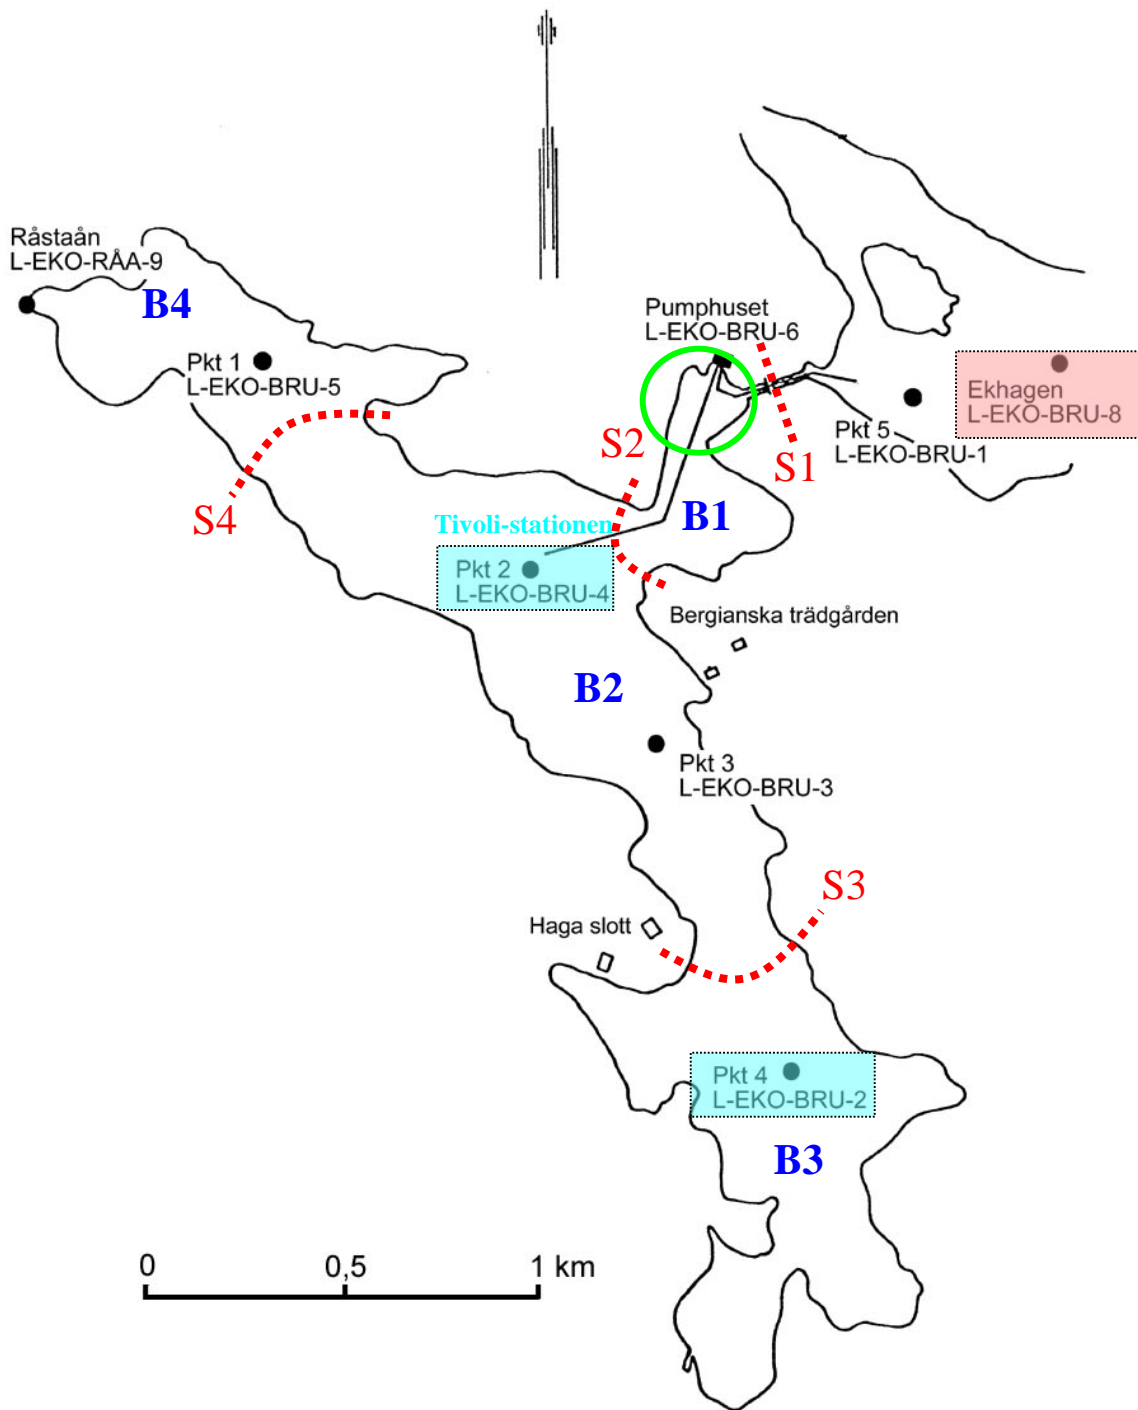 Råstaån
L-EKO-RÅA-9
B4
Pkt 1
L-EKO-BRU-5
Pumphuset
L-EKO-BRU-6
Ekhagen
L-EKO-BRU-8
Pkt 5
L-EKO-BRU-1
S1
S2
S4
B1
Tivoli-stationen
Pkt 2
L-EKO-BRU-4
Bergianska trädgården
B2
Pkt 3
L-EKO-BRU-3
S3
Haga slott
Pkt 4
L-EKO-BRU-2
B3
0 0,5 1 km